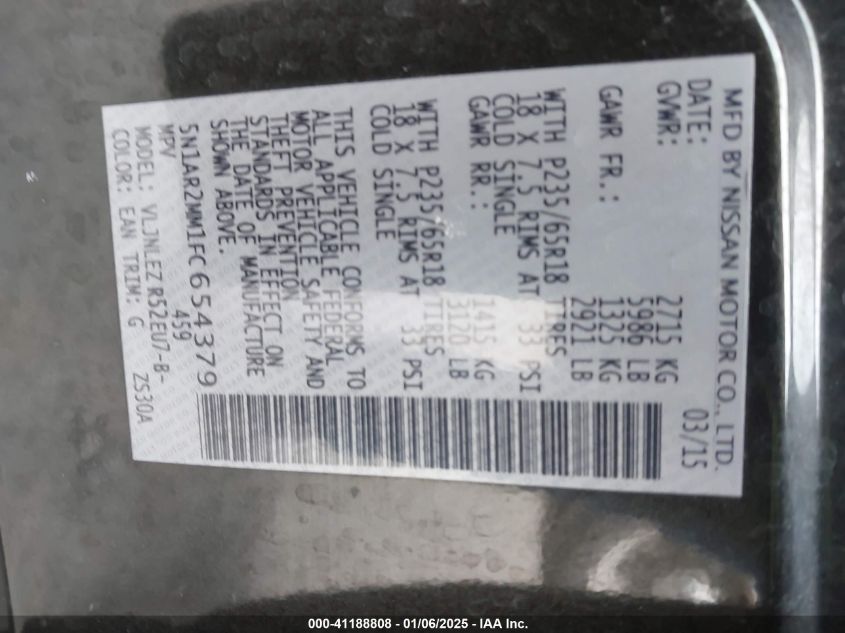 MFD BY NISSAN MOTOR CO., LTD.
DATE: 03/15
GVWR: 2715 KG
5986 LB
GAWR FR.: 1325 KG
2921 LB
WITH P235/65R18 TIRES
18 X 7.5 RIMS AT 33 PSI
COLD SINGLE
GAWR RR.: 1415 KG
3120 LB
WITH P235/65R18 TIRES
18 X 7.5 RIMS AT 33 PSI
COLD SINGLE
THIS VEHICLE CONFORMS TO
ALL APPLICABLE FEDERAL
MOTOR VEHICLE SAFETY AND
THEFT PREVENTION
STANDARDS IN EFFECT ON
THE DATE OF MANUFACTURE
SHOWN ABOVE.
5N1AR2MM1FC654379
MPV 459
MODEL: VLJNLEZ R52EU7-B-
COLOR: EAN TRIM: G ZS30A
000-41188808 - 01/06/2025 - IAA Inc.